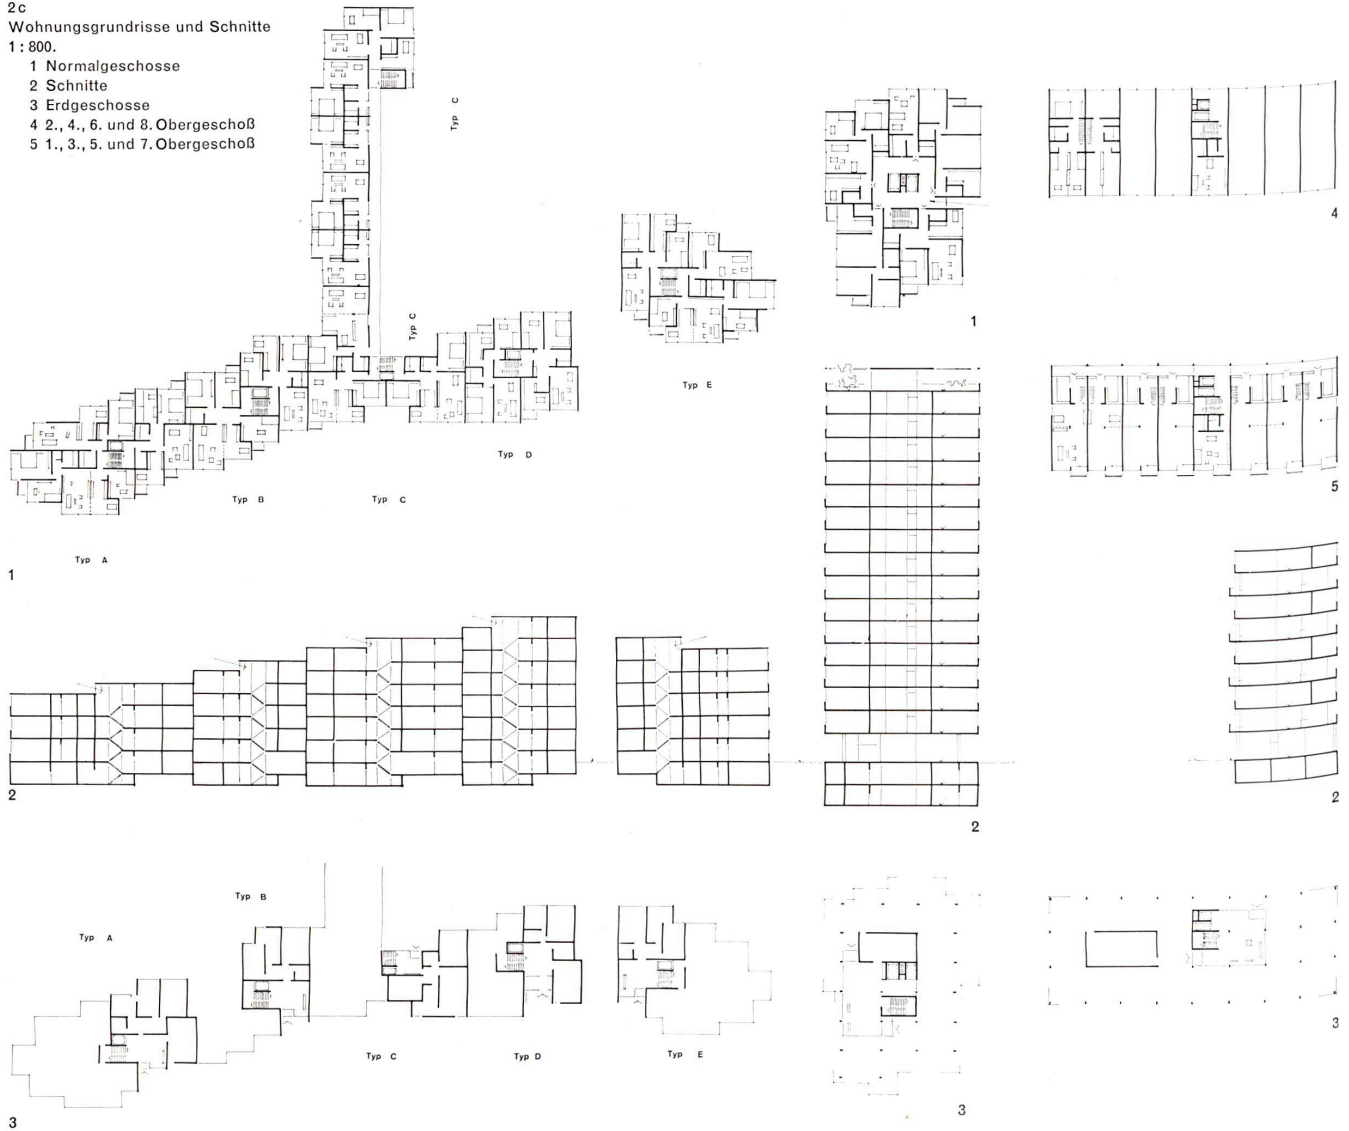 2c
Wohnungsgrundrisse und Schnitte
1 : 800.
1 Normalgeschosse
2 Schnitte
3 Erdgeschosse
4 2., 4., 6. und 8. Obergeschoß
5 1., 3., 5. und 7. Obergeschoß
Typ C
Typ C
Typ E
Typ D
Typ B
Typ C
Typ A
1
1
4
5
2
2
2
Typ B
Typ A
Typ C
Typ D
Typ E
3
3
3